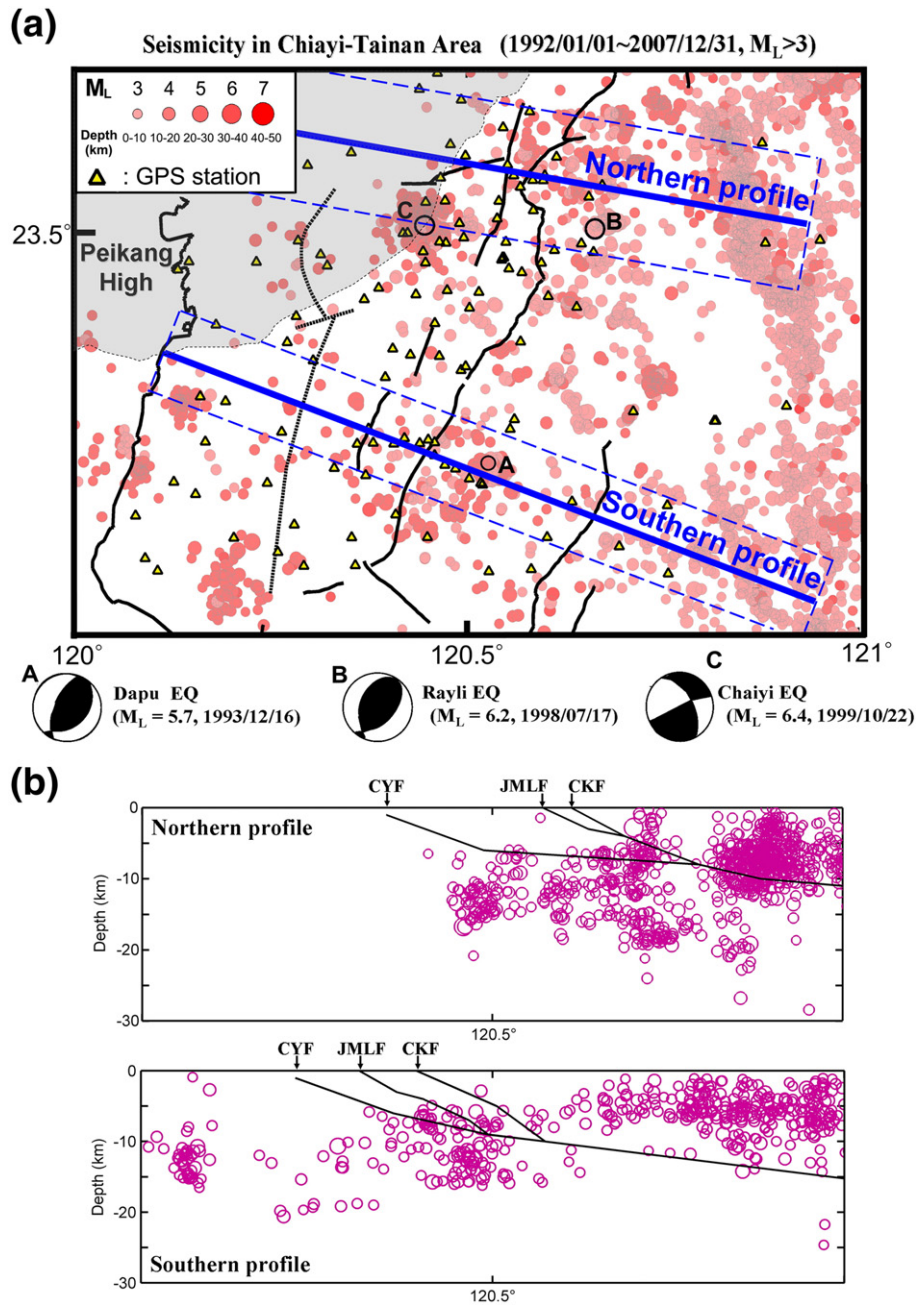 (a)
Seismicity in Chiayi-Tainan Area (1992/01/01~2007/12/31, ML>3)
ML 3 4 5 6 7
Depth (km) 0-10 10-20 20-30 30-40 40-50
: GPS station
Northern profile
C
B
23.5°
Peikang
High
A
Southern profile
120°
120.5°
121°
A
Dapu EQ
(ML = 5.7, 1993/12/16)
B
Rayli EQ
(ML = 6.2, 1998/07/17)
C
Chaiyi EQ
(ML = 6.4, 1999/10/22)
(b)
CYF JMLF CKF
0
Northern profile
-10
Depth (km)
-20
-30
120.5°
CYF JMLF CKF
0
-10
Depth (km)
-20
Southern profile
-30
120.5°